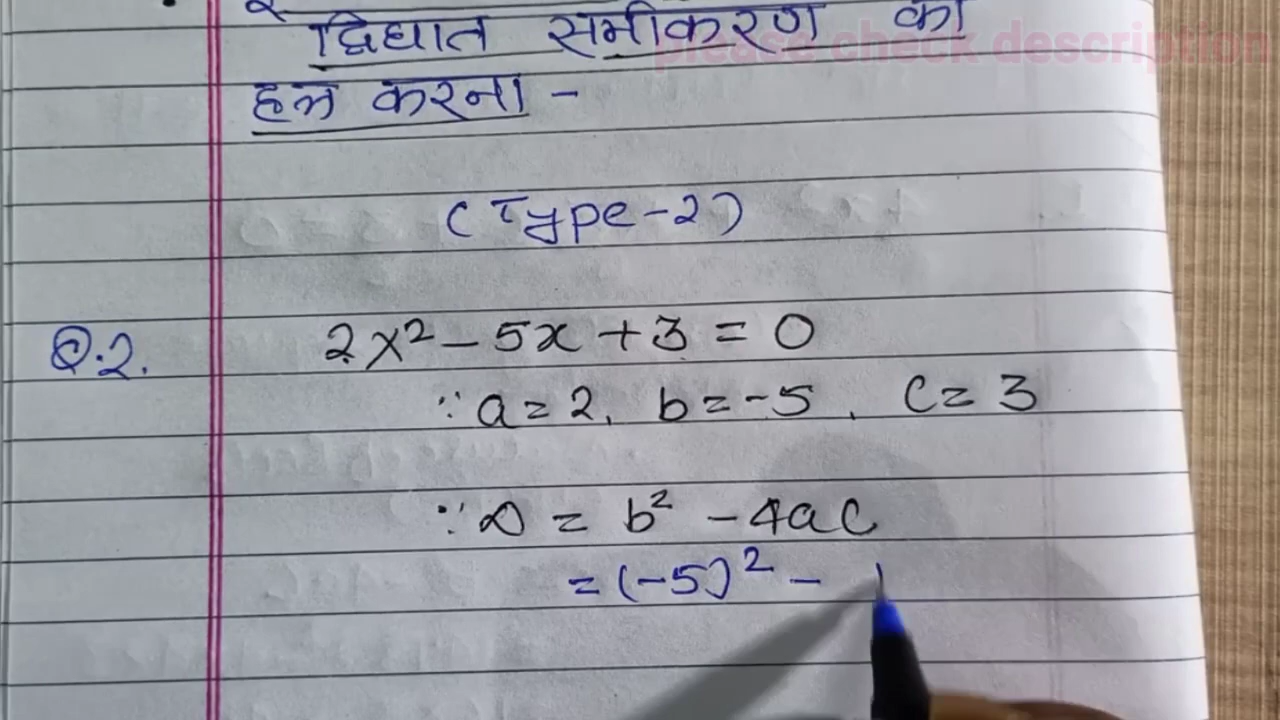 द्विघात समीकरण को
please check description
हल करना -
(Type-2)
Q.2. 2x² - 5x + 3 = 0
∵ a = 2, b = -5, c = 3
∵ D = b² - 4ac
= (-5)² -